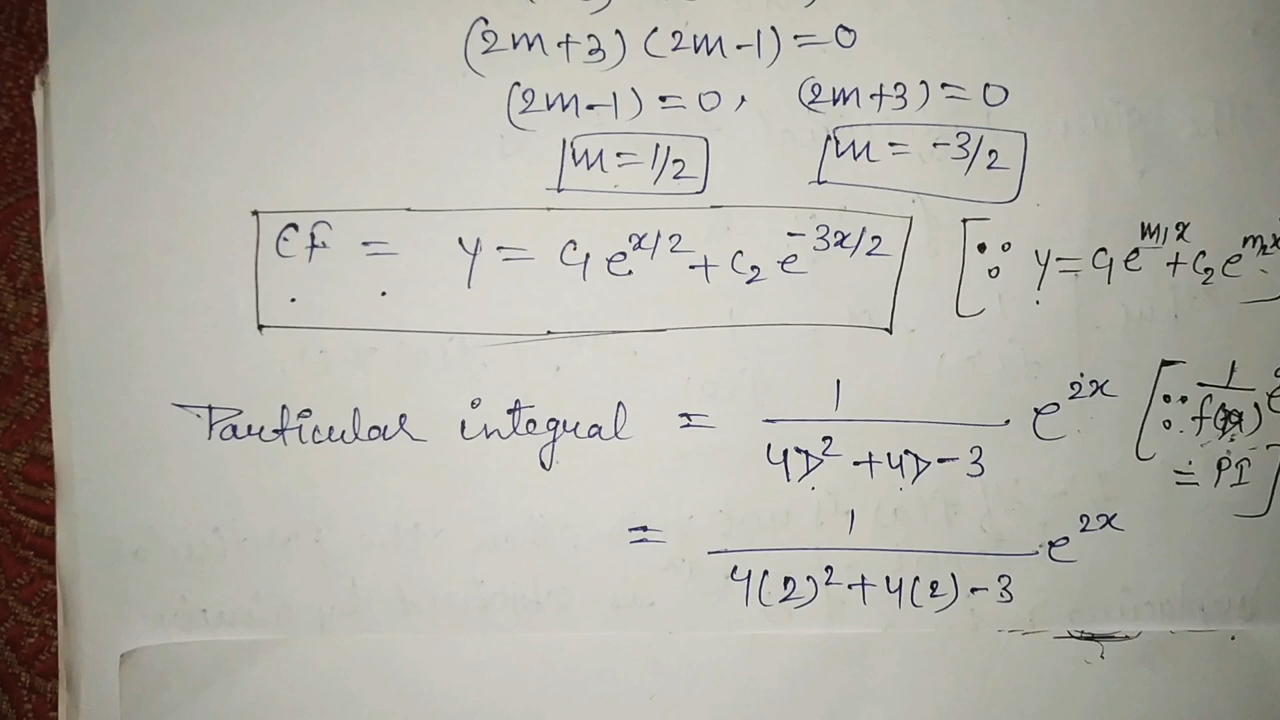 (2m+3) (2m-1) = 0
(2m-1) = 0, (2m+3) = 0
m = 1/2 m = -3/2
CF = y = C₁e^{x/2} + C₂e^{-3x/2} [∵ y = C₁e^{m₁x} + C₂e^{m₂x}]
Particular integral = 1/(4D²+4D-3) e^{2x} [∵ 1/f(a) e
= PI]
= 1/(4(2)²+4(2)-3) e^{2x}